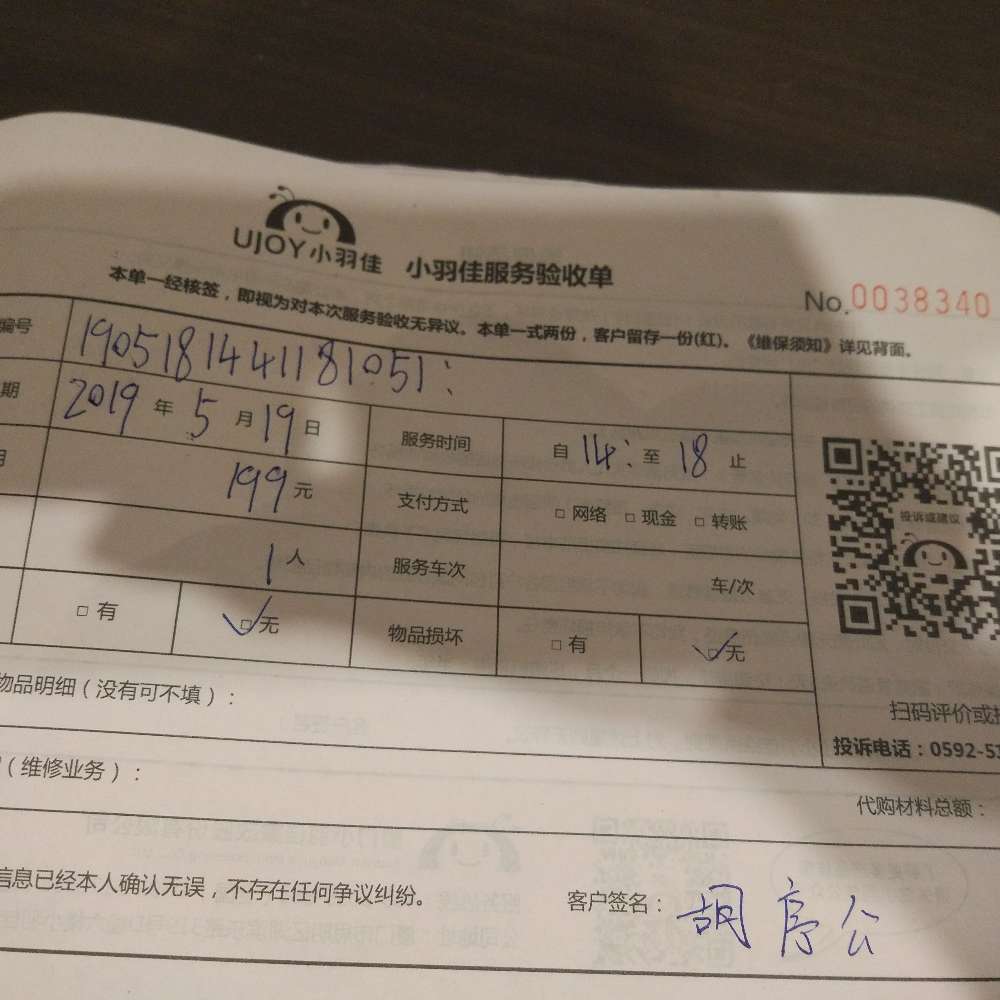 UJOY小羽佳 小羽佳服务验收单
No.0038340
本单一经核签，即视为对本次服务验收无异议。本单一式两份，客户留存一份(红)。《维保须知》详见背面。
编号 1905181441181051:
期 2019年5月19日 服务时间 自14:至18止
199元 支付方式 □网络 □现金 □转账
投诉或建议
1人 服务车次 车/次
□有 □无 物品损坏 □有 □无
物品明细（没有可不填）：
扫码评价或
投诉电话：0592-5
（维修业务）：
代购材料总额：
信息已经本人确认无误，不存在任何争议纠纷。 客户签名：胡序公